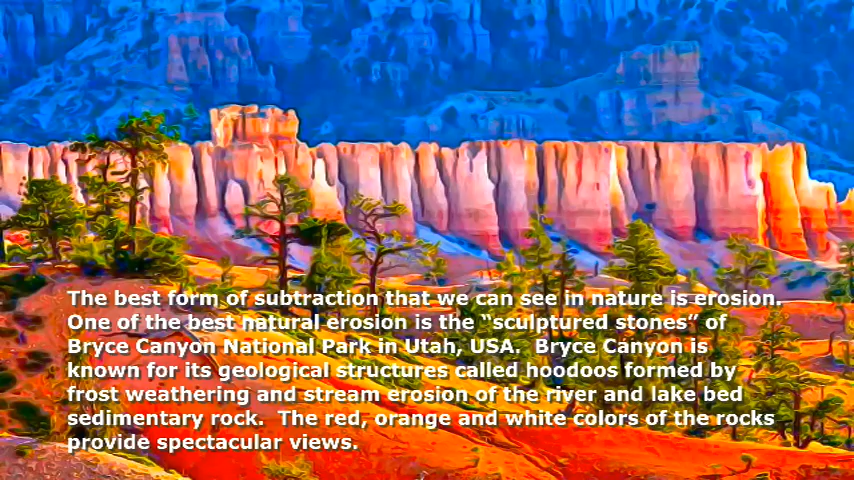 The best form of subtraction that we can see in nature is erosion.
One of the best natural erosion is the “sculptured stones” of
Bryce Canyon National Park in Utah, USA.  Bryce Canyon is
known for its geological structures called hoodoos formed by
frost weathering and stream erosion of the river and lake bed
sedimentary rock.  The red, orange and white colors of the rocks
provide spectacular views.